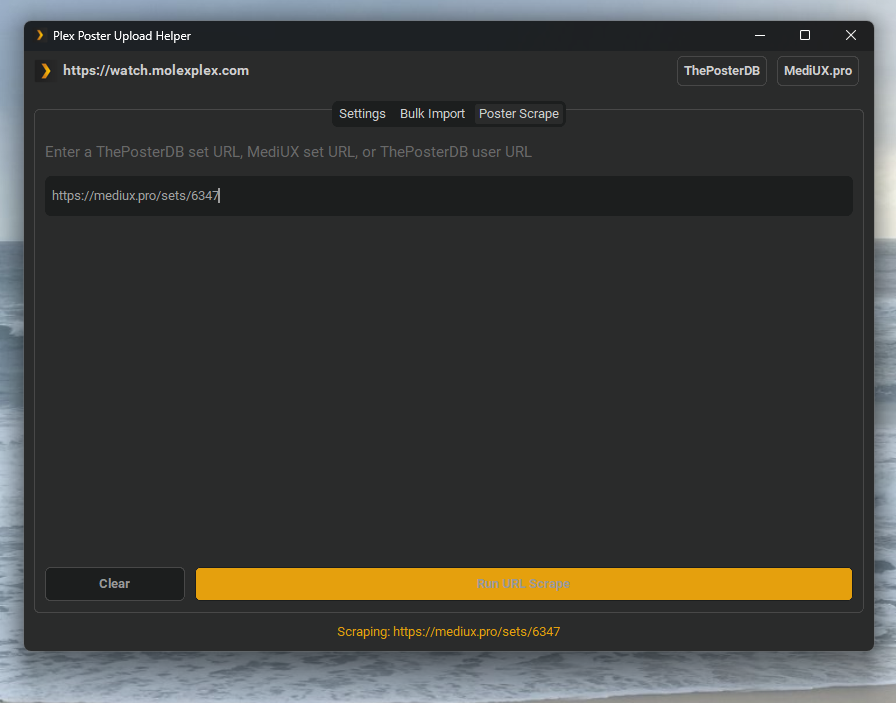 Plex Poster Upload Helper
https://watch.molexplex.com
ThePosterDB
MediUX.pro
Settings
Bulk Import
Poster Scrape
Enter a ThePosterDB set URL, MediUX set URL, or ThePosterDB user URL
https://mediux.pro/sets/6347
Clear
Run URL Scrape
Scraping: https://mediux.pro/sets/6347